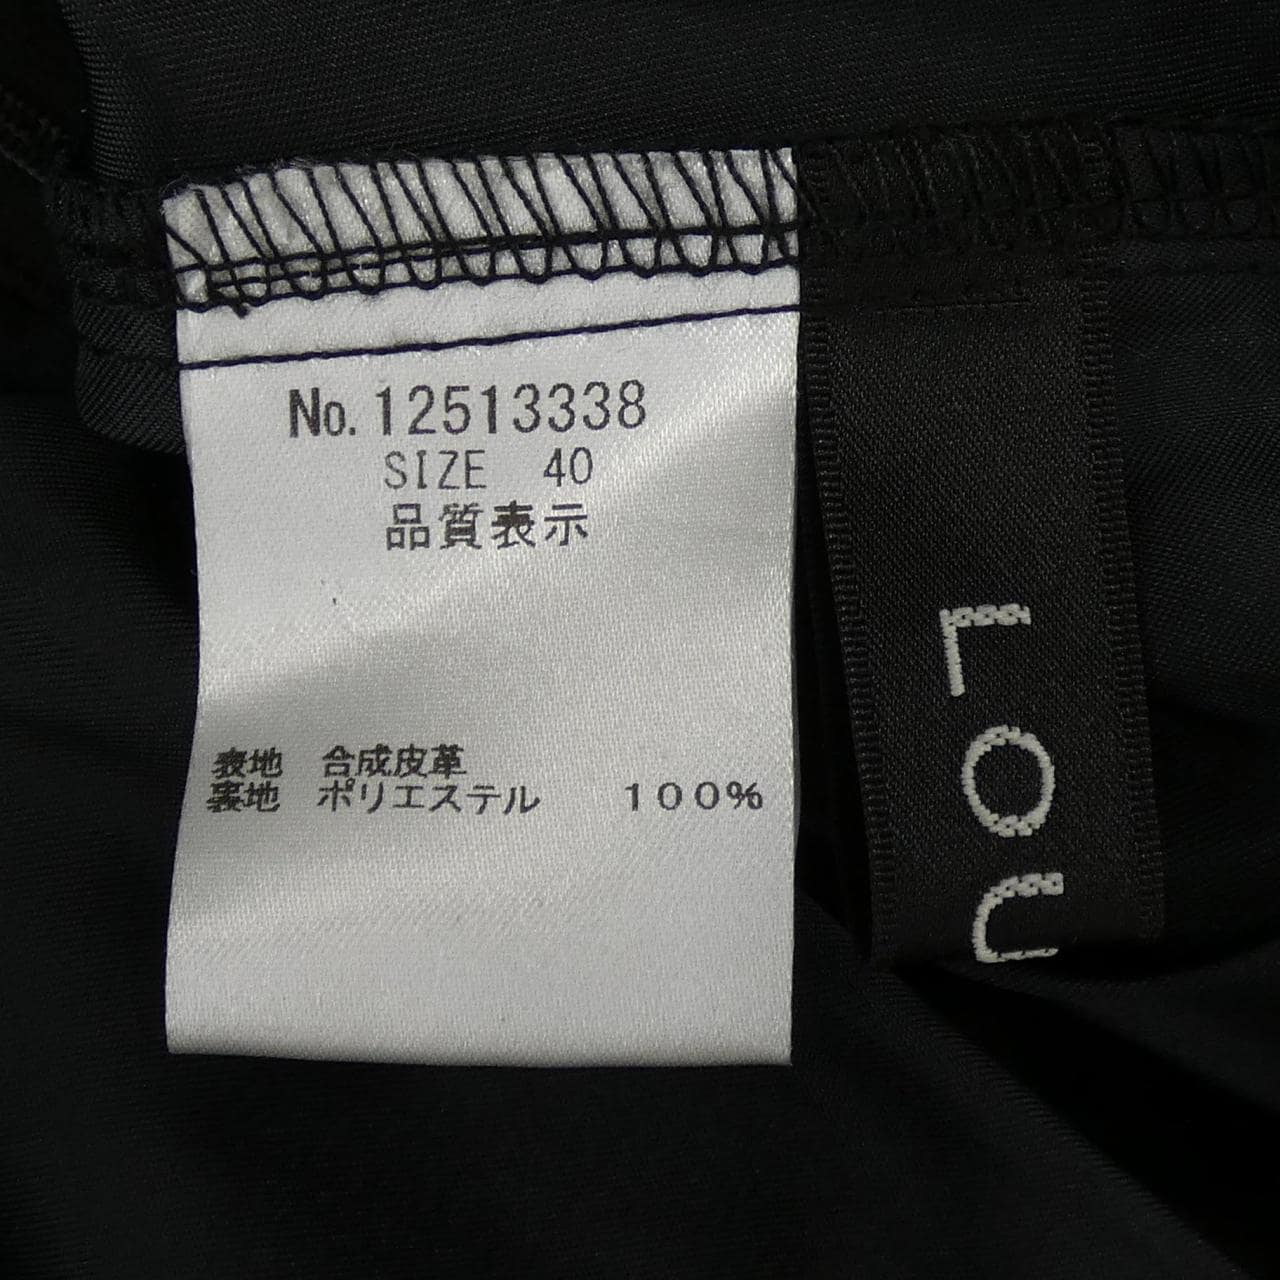 No.12513338
SIZE 40
品質表示
表地 合成皮革
裏地 ポリエステル 100%
LOU